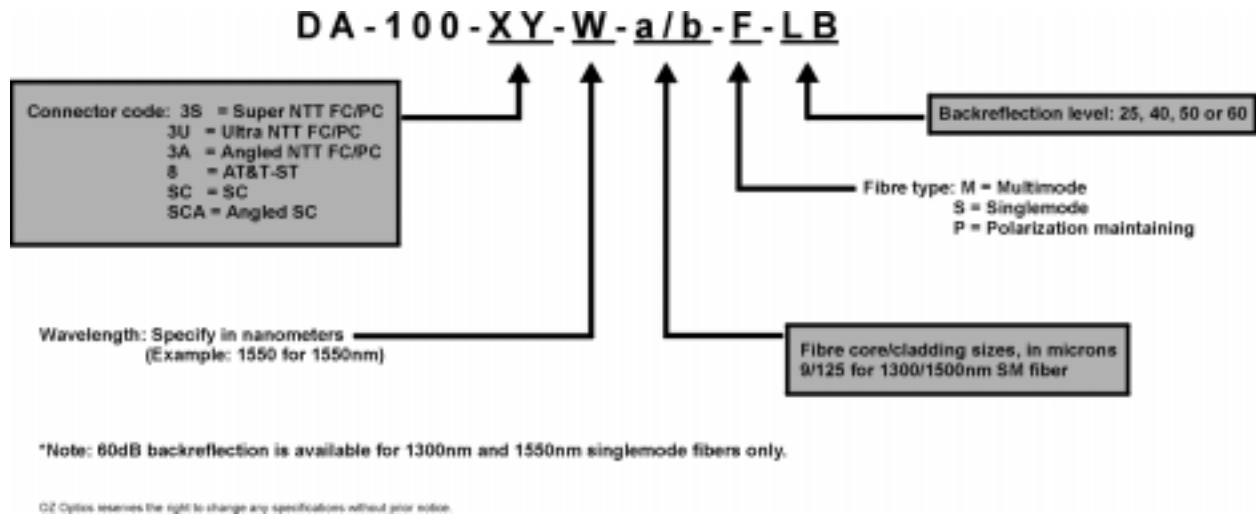 DA-100-XY-W-a/b-F-LB
Connector code: 3S = Super NTT FC/PC
3U = Ultra NTT FC/PC
3A = Angled NTT FC/PC
8 = AT&T-ST
SC = SC
SCA = Angled SC
Backreflection level: 25, 40, 50 or 60
Fibre type: M = Multimode
S = Singlemode
P = Polarization maintaining
Wavelength: Specify in nanometers
(Example: 1550 for 1550nm)
Fibre core/cladding sizes, in microns
9/125 for 1300/1500nm SM fiber
*Note: 60dB backreflection is available for 1300nm and 1550nm singlemode fibers only.
OZ Optics reserves the right to change any specifications without prior notice.